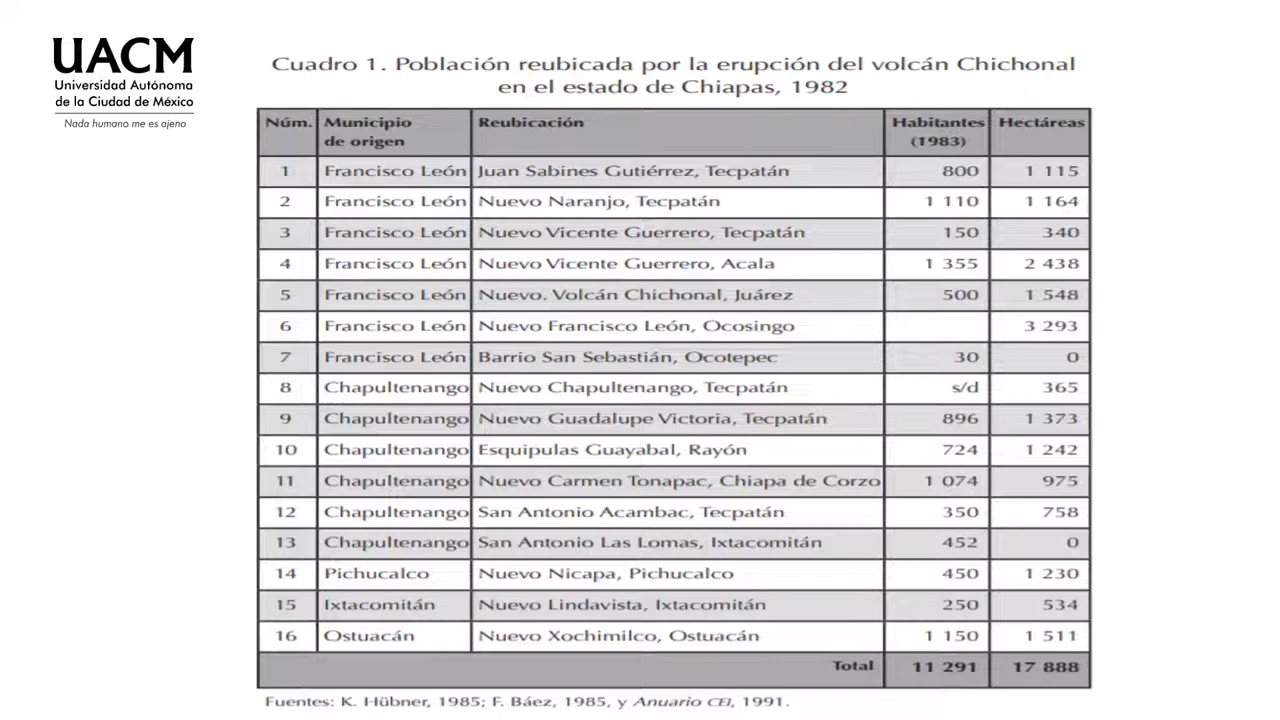 UACM
Universidad Autónoma
de la Ciudad de México
Nada humano me es ajeno
Cuadro 1. Población reubicada por la erupción del volcán Chichonal
en el estado de Chiapas, 1982
Núm. Municipio de origen Reubicación Habitantes (1983) Hectáreas
1 Francisco León Juan Sabines Gutiérrez, Tecpatán 800 1 115
2 Francisco León Nuevo Naranjo, Tecpatán 1 110 1 164
3 Francisco León Nuevo Vicente Guerrero, Tecpatán 150 340
4 Francisco León Nuevo Vicente Guerrero, Acala 1 355 2 438
5 Francisco León Nuevo. Volcán Chichonal, Juárez 500 1 548
6 Francisco León Nuevo Francisco León, Ocosingo 3 293
7 Francisco León Barrio San Sebastián, Ocotepec 30 0
8 Chapultenango Nuevo Chapultenango, Tecpatán s/d 365
9 Chapultenango Nuevo Guadalupe Victoria, Tecpatán 896 1 373
10 Chapultenango Esquipulas Guayabal, Rayón 724 1 242
11 Chapultenango Nuevo Carmen Tonapac, Chiapa de Corzo 1 074 975
12 Chapultenango San Antonio Acambac, Tecpatán 350 758
13 Chapultenango San Antonio Las Lomas, Ixtacomitán 452 0
14 Pichucalco Nuevo Nicapa, Pichucalco 450 1 230
15 Ixtacomitán Nuevo Lindavista, Ixtacomitán 250 534
16 Ostuacán Nuevo Xochimilco, Ostuacán 1 150 1 511
Total 11 291 17 888
Fuentes: K. Hübner, 1985; F. Báez, 1985, y Anuario CEI, 1991.